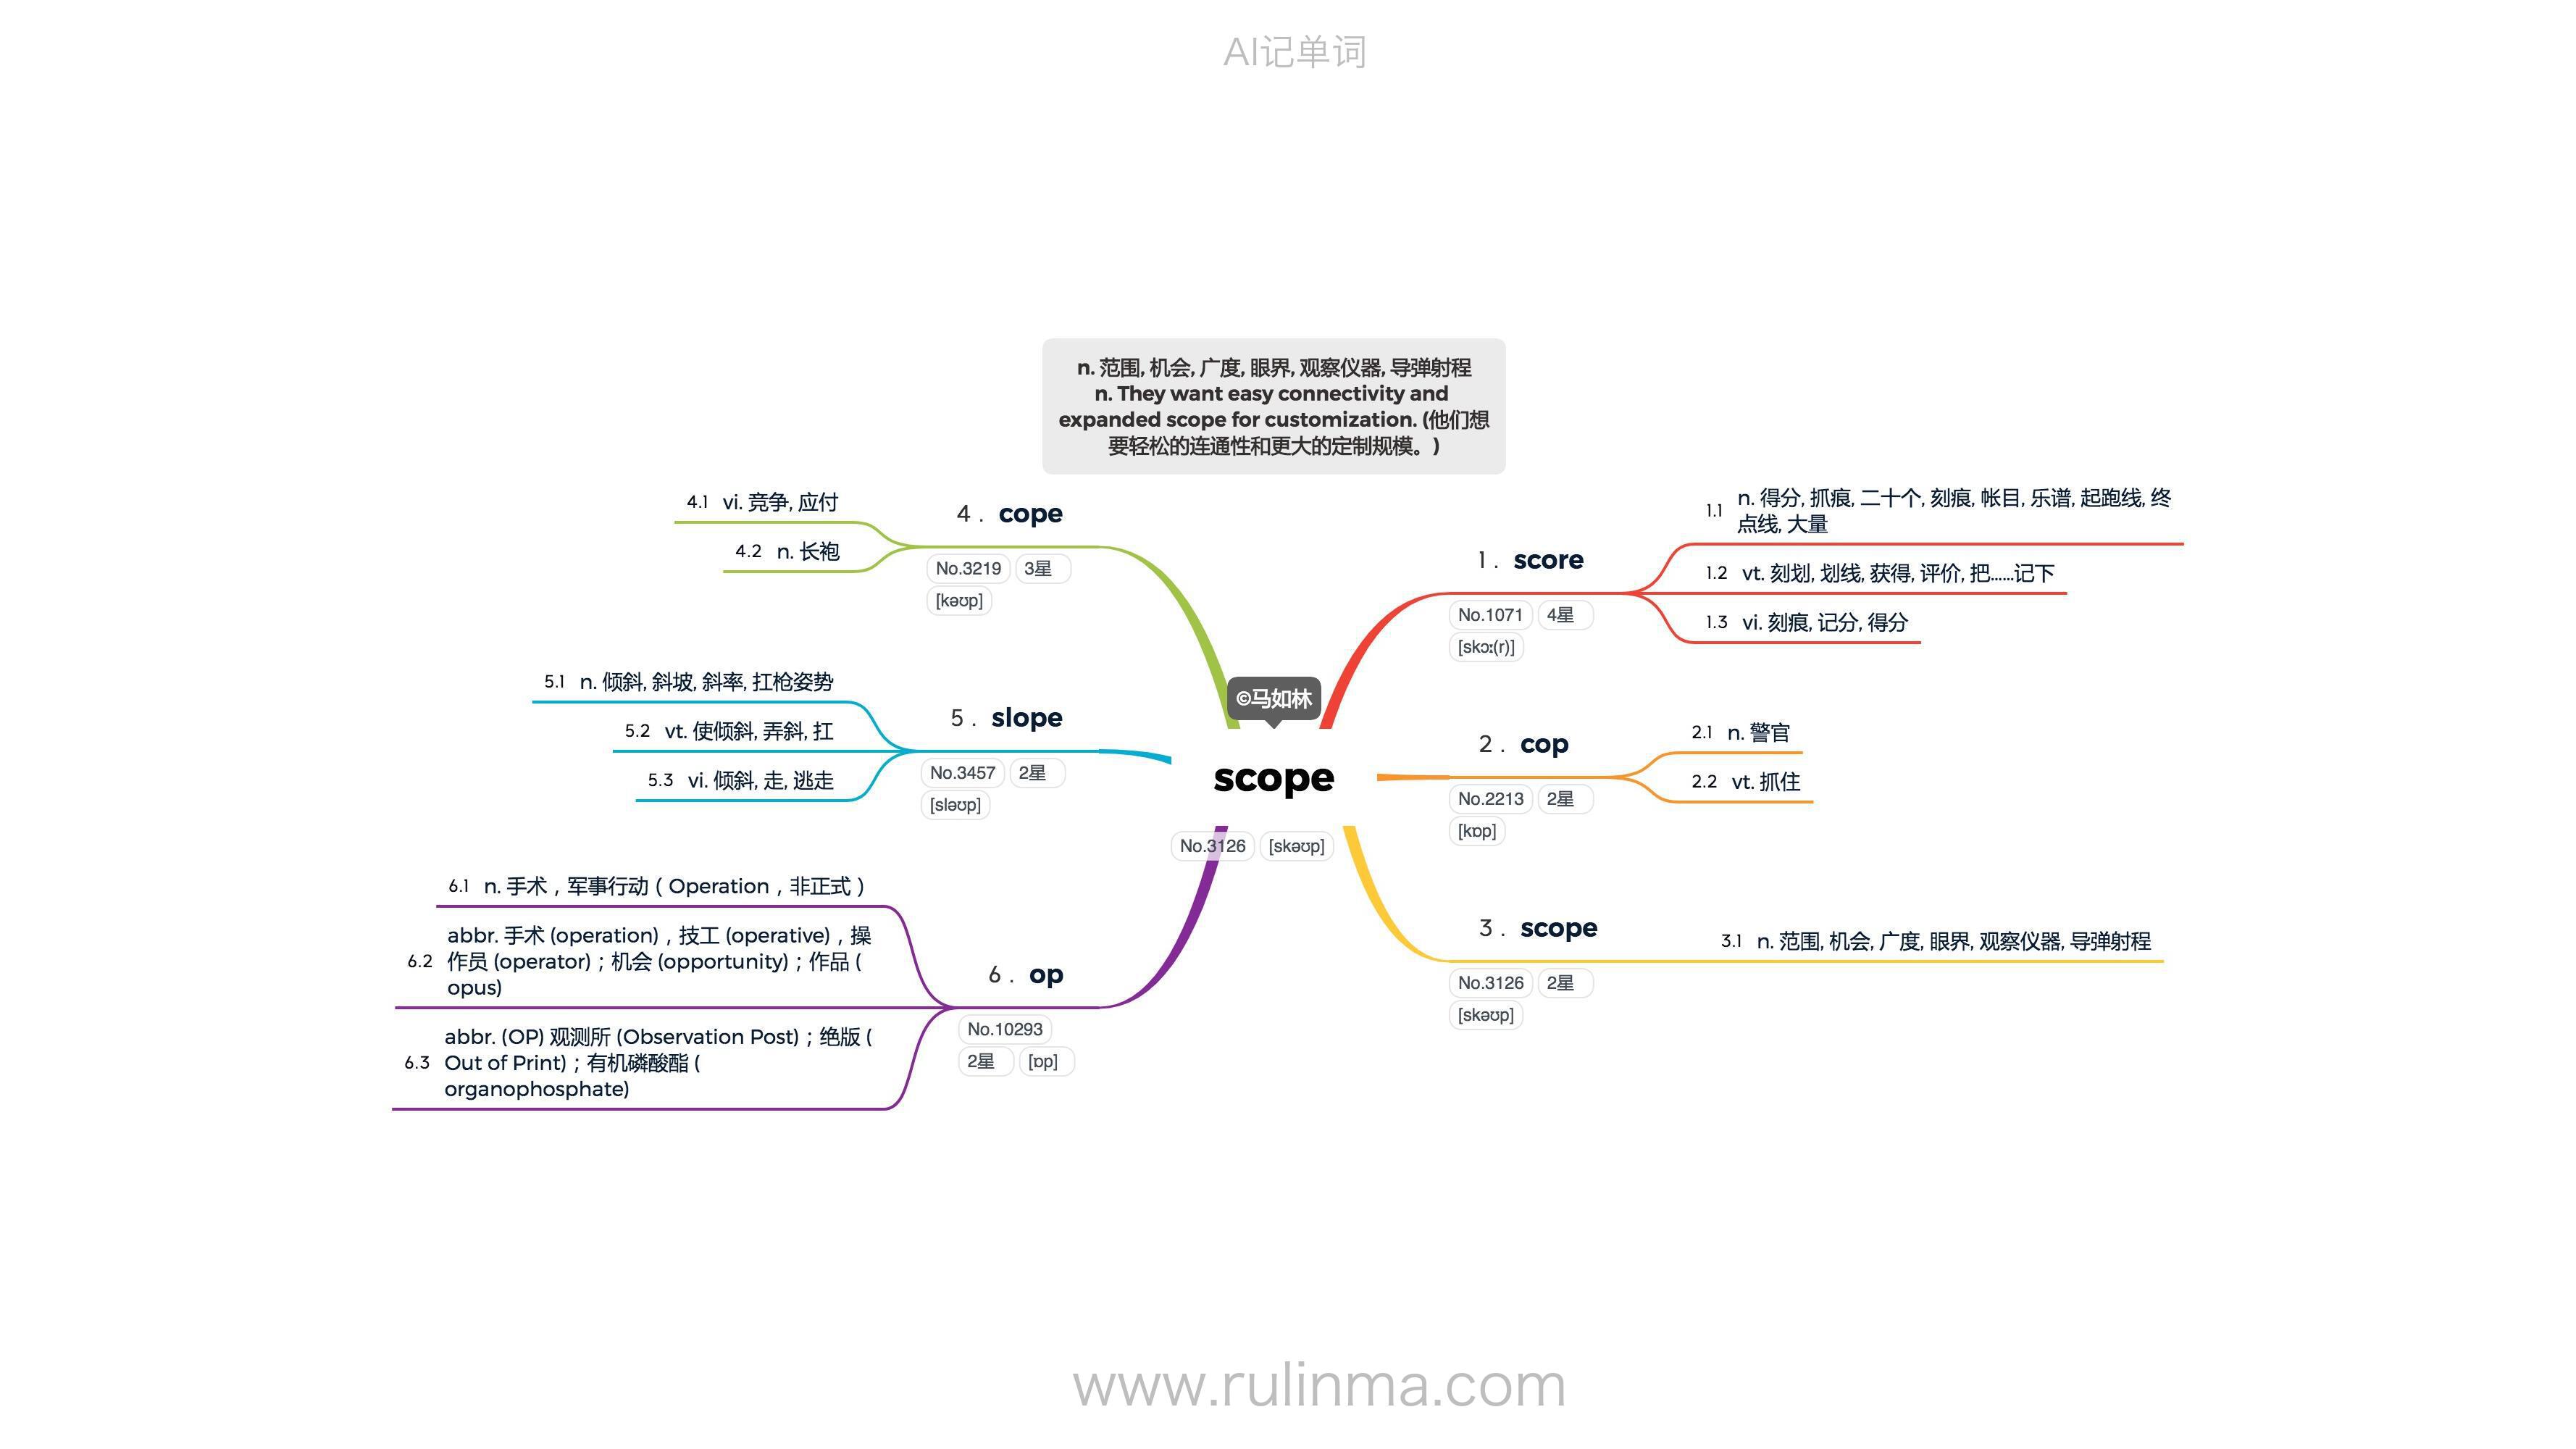 AI记单词
n. 范围, 机会, 广度, 眼界, 观察仪器, 导弹射程
n. They want easy connectivity and
expanded scope for customization. (他们想
要轻松的连通性和更大的定制规模。)
©马如林
scope
No.3126 [skəʊp]
1. score
No.1071 4星
[skɔː(r)]
1.1 n. 得分, 抓痕, 二十个, 刻痕, 帐目, 乐谱, 起跑线, 终
点线, 大量
1.2 vt. 刻划, 划线, 获得, 评价, 把……记下
1.3 vi. 刻痕, 记分, 得分
2. cop
No.2213 2星
[kɒp]
2.1 n. 警官
2.2 vt. 抓住
3. scope
No.3126 2星
[skəʊp]
3.1 n. 范围, 机会, 广度, 眼界, 观察仪器, 导弹射程
4. cope
No.3219 3星
[kəʊp]
4.1 vi. 竞争, 应付
4.2 n. 长袍
5. slope
No.3457 2星
[sləʊp]
5.1 n. 倾斜, 斜坡, 斜率, 扛枪姿势
5.2 vt. 使倾斜, 弄斜, 扛
5.3 vi. 倾斜, 走, 逃走
6. op
No.10293
2星 [ɒp]
6.1 n. 手术，军事行动（Operation，非正式）
6.2 abbr. 手术 (operation)，技工 (operative)，操
作员 (operator)；机会 (opportunity)；作品 (
opus)
6.3 abbr. (OP) 观测所 (Observation Post)；绝版 (
Out of Print)；有机磷酸酯 (
organophosphate)
www.rulinma.com